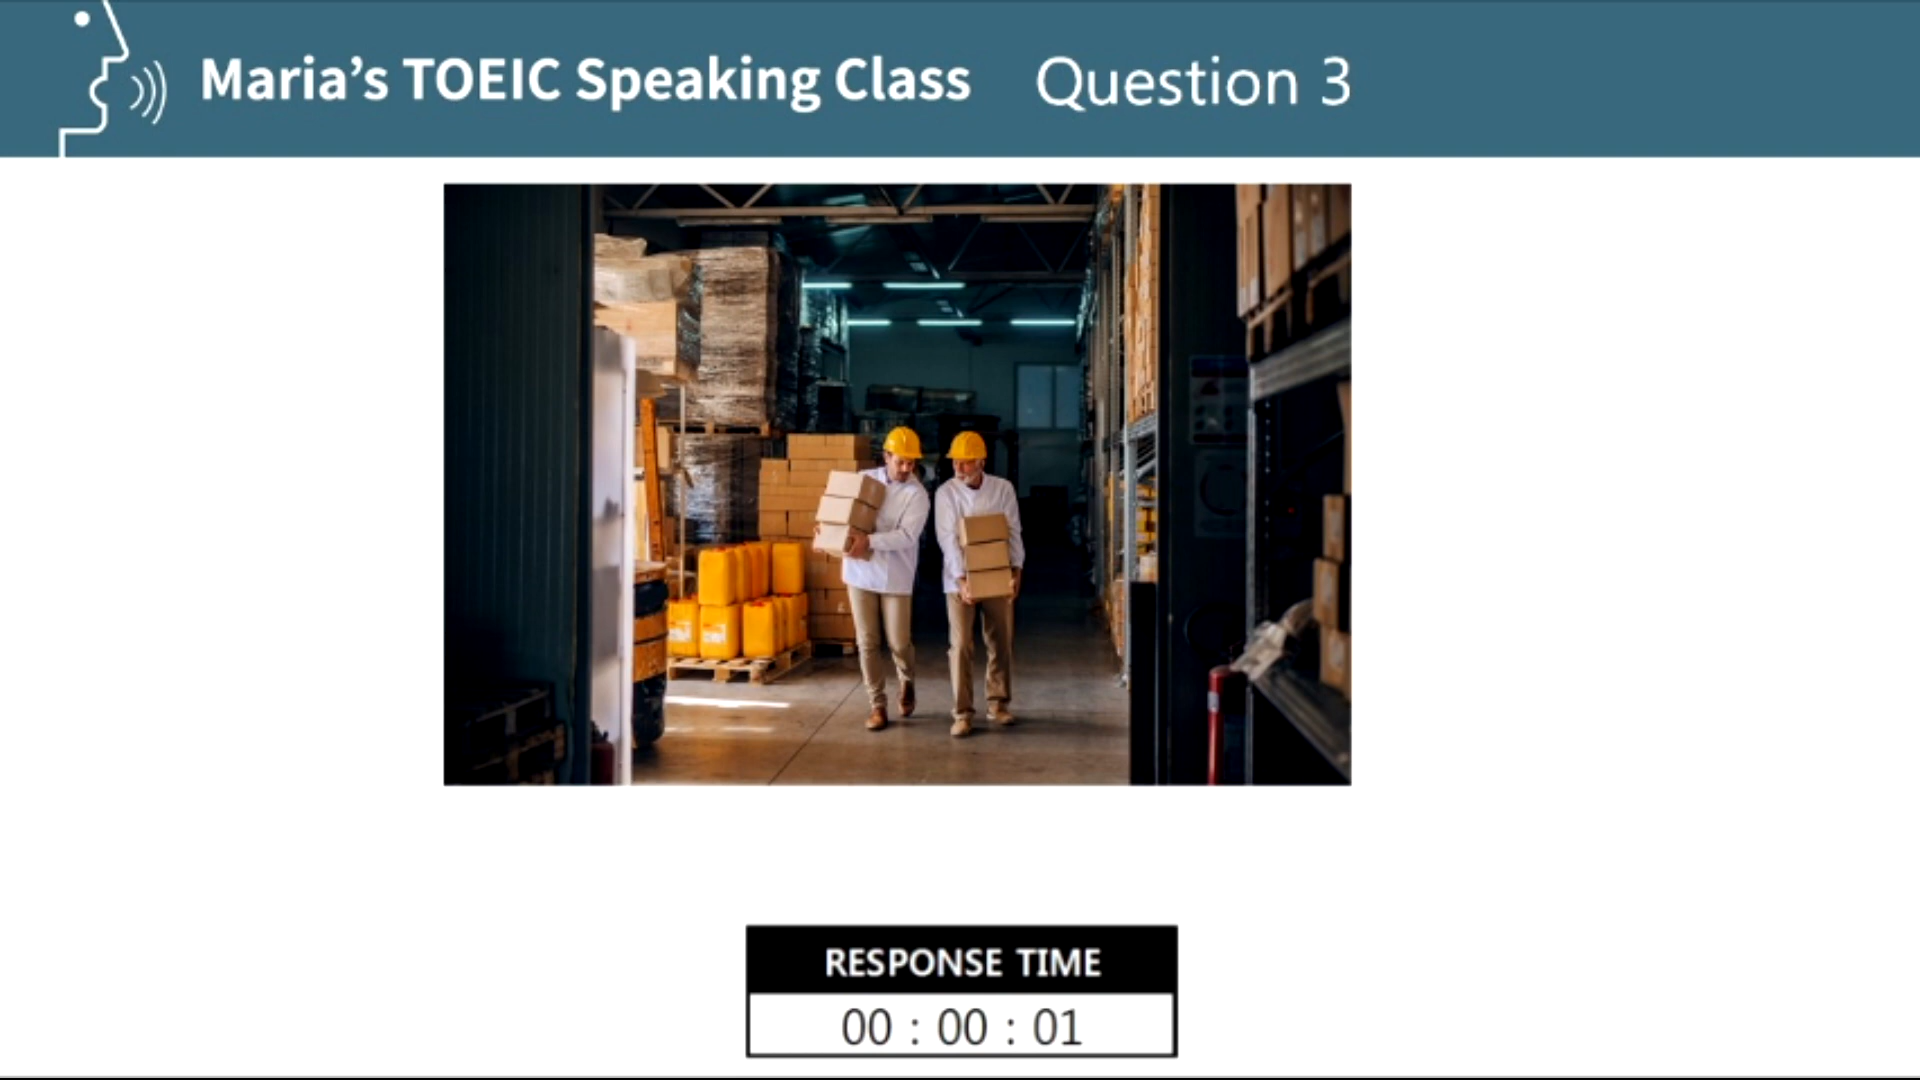 Maria's TOEIC Speaking Class Question 3
RESPONSE TIME
00 : 00 : 01